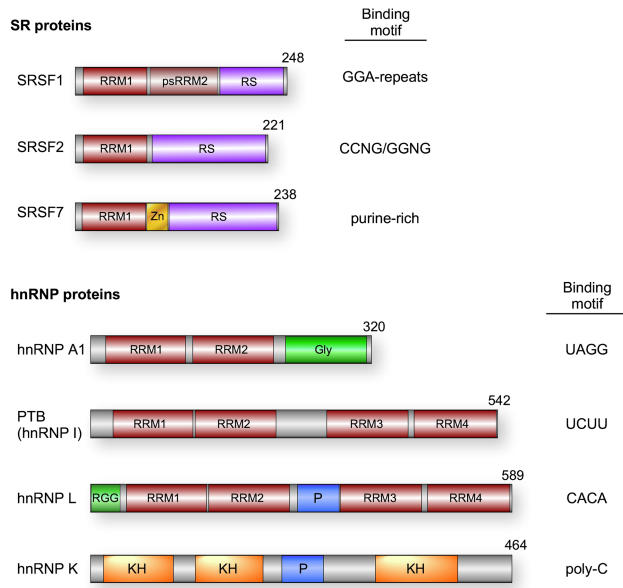 SR proteins
Binding
motif
248
SRSF1 RRM1 psRRM2 RS GGA-repeats
221
SRSF2 RRM1 RS CCNG/GGNG
238
SRSF7 RRM1 Zn RS purine-rich
hnRNP proteins
Binding
motif
320
hnRNP A1 RRM1 RRM2 Gly UAGG
542
PTB
(hnRNP I) RRM1 RRM2 RRM3 RRM4 UCUU
589
hnRNP L RGG RRM1 RRM2 P RRM3 RRM4 CACA
464
hnRNP K KH KH P KH poly-C